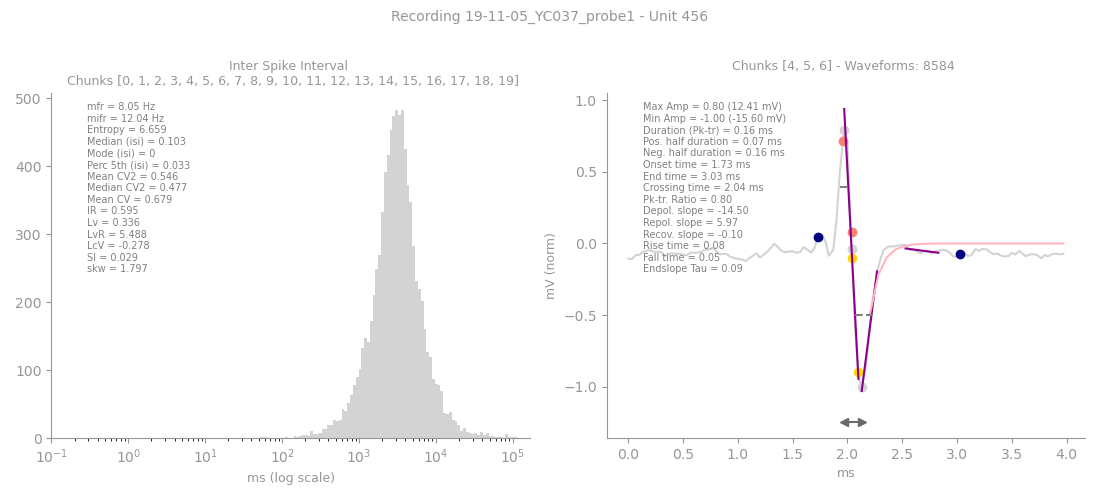 Recording 19-11-05_YC037_probe1 - Unit 456
Inter Spike Interval
Chunks [0, 1, 2, 3, 4, 5, 6, 7, 8, 9, 10, 11, 12, 13, 14, 15, 16, 17, 18, 19]
500
400
300
200
100
0
mfr = 8.05 Hz
mifr = 12.04 Hz
Entropy = 6.659
Median (isi) = 0.103
Mode (isi) = 0
Perc 5th (isi) = 0.033
Mean CV2 = 0.546
Median CV2 = 0.477
Mean CV = 0.679
IR = 0.595
Lv = 0.336
LvR = 5.488
LcV = -0.278
SI = 0.029
skw = 1.797
10⁻¹ 10⁰ 10¹ 10² 10³ 10⁴ 10⁵
ms (log scale)
Chunks [4, 5, 6] - Waveforms: 8584
mV (norm)
1.0
0.5
0.0
−0.5
−1.0
Max Amp = 0.80 (12.41 mV)
Min Amp = -1.00 (-15.60 mV)
Duration (Pk-tr) = 0.16 ms
Pos. half duration = 0.07 ms
Neg. half duration = 0.16 ms
Onset time = 1.73 ms
End time = 3.03 ms
Crossing time = 2.04 ms
Pk-tr. Ratio = 0.80
Depol. slope = -14.50
Repol. slope = 5.97
Recov. slope = -0.10
Rise time = 0.08
Fall time = 0.05
Endslope Tau = 0.09
0.0 0.5 1.0 1.5 2.0 2.5 3.0 3.5 4.0
ms